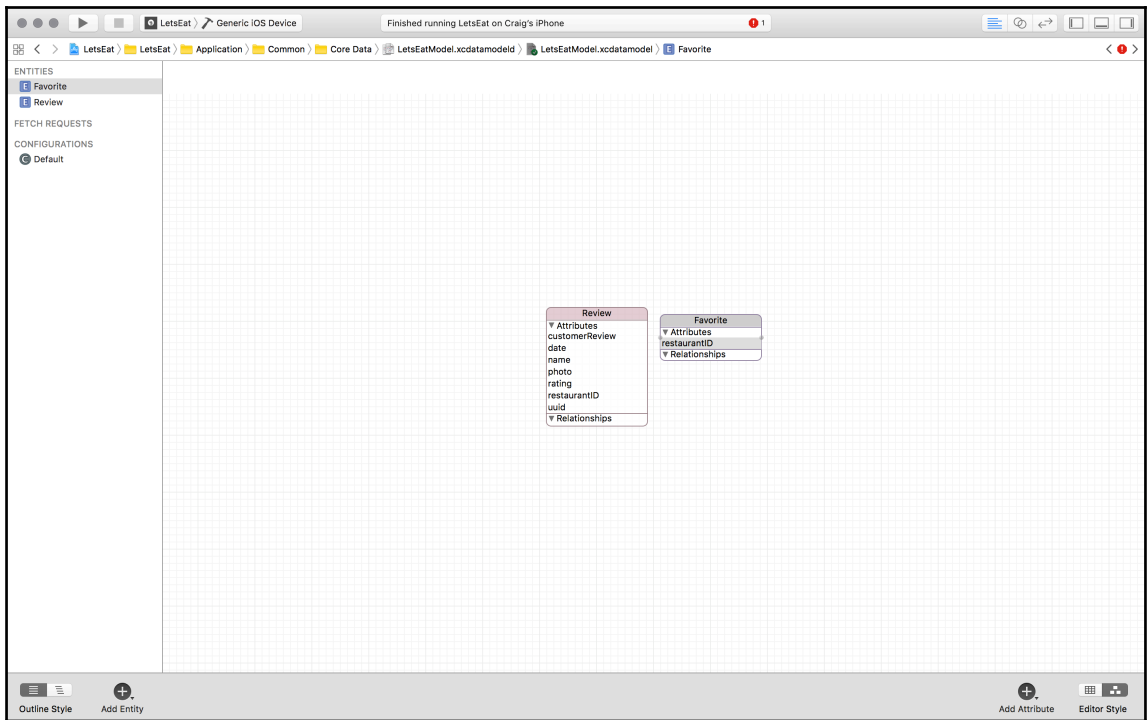 LetsEat Generic iOS Device Finished running LetsEat on Craig's iPhone 1
LetsEat LetsEat Application Common Core Data LetsEatModel.xcdatamodeld LetsEatModel.xcdatamodel E Favorite
ENTITIES
E Favorite
E Review
FETCH REQUESTS
CONFIGURATIONS
C Default
Review
Attributes
customerReview
date
name
photo
rating
restaurantID
uuid
Relationships
Favorite
Attributes
restaurantID
Relationships
Outline Style Add Entity Add Attribute Editor Style